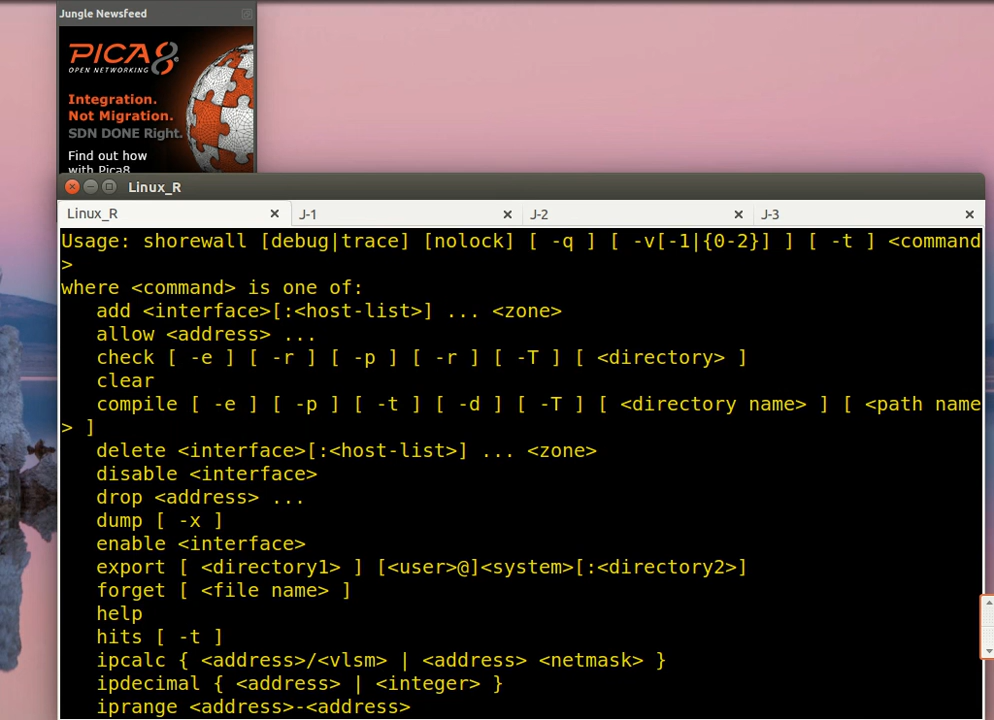 Jungle Newsfeed
PICA8
OPEN NETWORKING
Integration.
Not Migration.
SDN DONE Right.
Find out how
with Pica8
Linux_R
Linux_R J-1 J-2 J-3
Usage: shorewall [debug|trace] [nolock] [ -q ] [ -v[-1|{0-2}] ] [ -t ] <command
>
where <command> is one of:
   add <interface>[:<host-list>] ... <zone>
   allow <address> ...
   check [ -e ] [ -r ] [ -p ] [ -r ] [ -T ] [ <directory> ]
   clear
   compile [ -e ] [ -p ] [ -t ] [ -d ] [ -T ] [ <directory name> ] [ <path name
> ]
   delete <interface>[:<host-list>] ... <zone>
   disable <interface>
   drop <address> ...
   dump [ -x ]
   enable <interface>
   export [ <directory1> ] [<user>@]<system>[:<directory2>]
   forget [ <file name> ]
   help
   hits [ -t ]
   ipcalc { <address>/<vlsm> | <address> <netmask> }
   ipdecimal { <address> | <integer> }
   iprange <address>-<address>